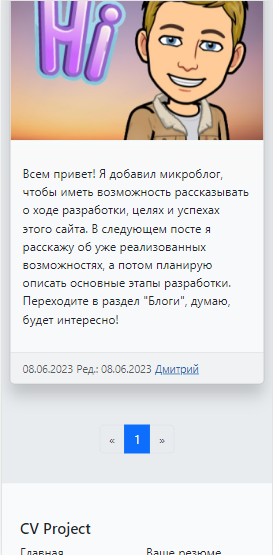 Hi
Всем привет! Я добавил микроблог,
чтобы иметь возможность рассказывать
о ходе разработки, целях и успехах
этого сайта. В следующем посте я
расскажу об уже реализованных
возможностях, а потом планирую
описать основные этапы разработки.
Переходите в раздел "Блоги", думаю,
будет интересно!
08.06.2023 Ред.: 08.06.2023 Дмитрий
« 1 »
CV Project
Главная Ваше резюме